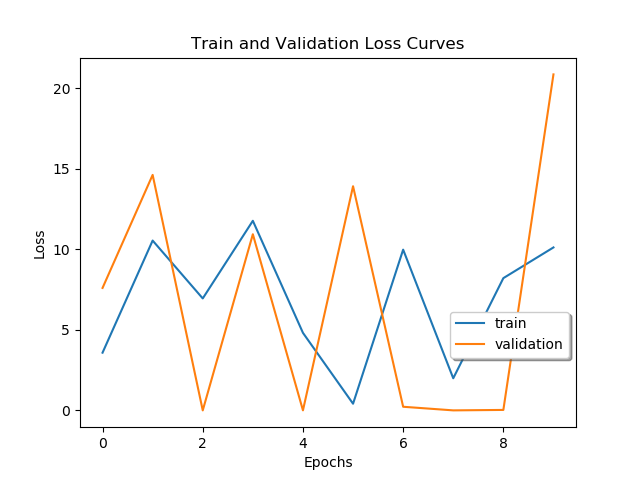 Train and Validation Loss Curves
20
15
10
5
0
Loss
train
validation
0 2 4 6 8
Epochs